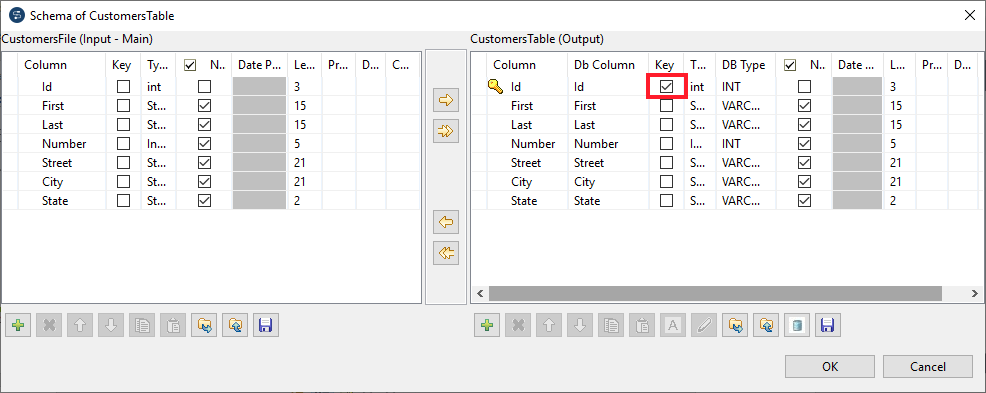 Schema of CustomersTable
CustomersFile (Input - Main)
Column Key Ty... N.. Date P... Le... Pr... D... C...
Id int 3
First St... 15
Last St... 15
Number In... 5
Street St... 21
City St... 21
State St... 2
CustomersTable (Output)
Column Db Column Key T... DB Type N.. Date ... L... Pr... D...
Id Id int INT 3
First First S... VARC... 15
Last Last S... VARC... 15
Number Number I... INT 5
Street Street S... VARC... 21
City City S... VARC... 21
State State S... VARC... 2
A
OK Cancel